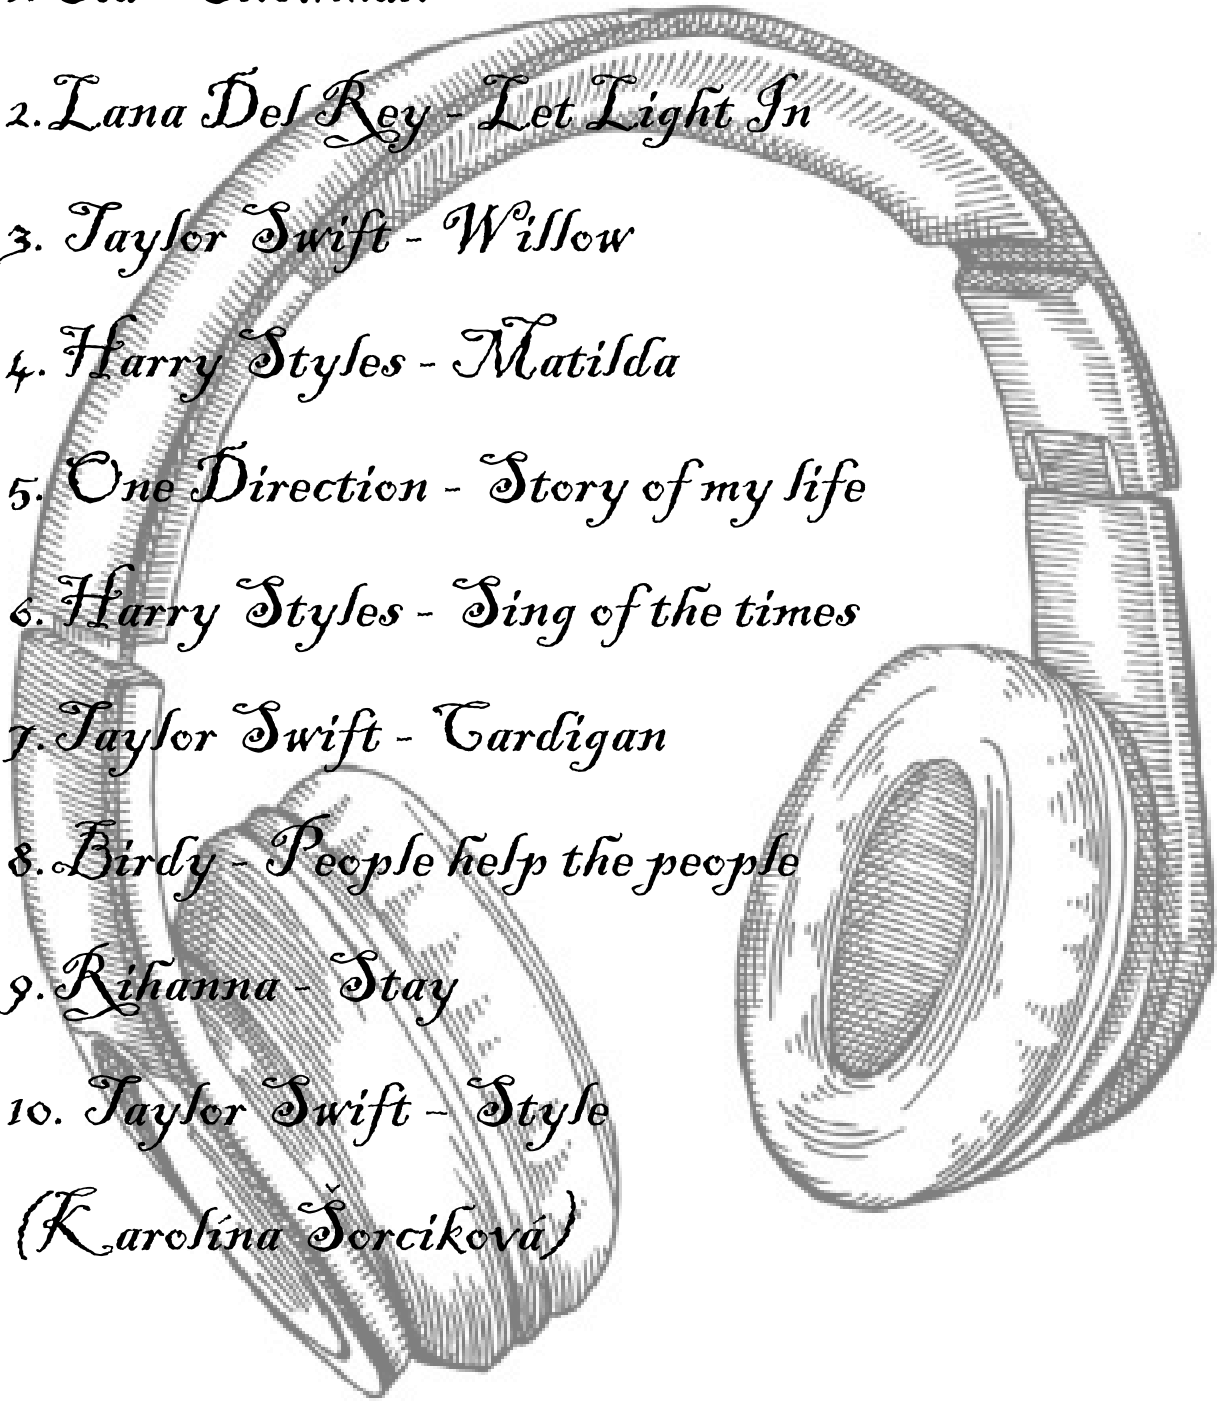 2. Lana Del Rey - Let Light In
3. Taylor Swift - Willow
4. Harry Styles - Matilda
5. One Direction - Story of my life
6. Harry Styles - Sing of the times
7. Taylor Swift - Cardigan
8. Birdy - People help the people
9. Rihanna - Stay
10. Taylor Swift - Style
(Karolína Šorciková)